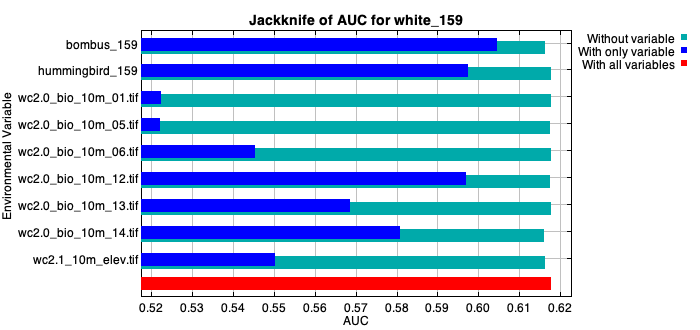 Jackknife of AUC for white_159
Without variable
With only variable
With all variables
Environmental Variable
bombus_159
hummingbird_159
wc2.0_bio_10m_01.tif
wc2.0_bio_10m_05.tif
wc2.0_bio_10m_06.tif
wc2.0_bio_10m_12.tif
wc2.0_bio_10m_13.tif
wc2.0_bio_10m_14.tif
wc2.1_10m_elev.tif
0.52 0.53 0.54 0.55 0.56 0.57 0.58 0.59 0.60 0.61 0.62
AUC